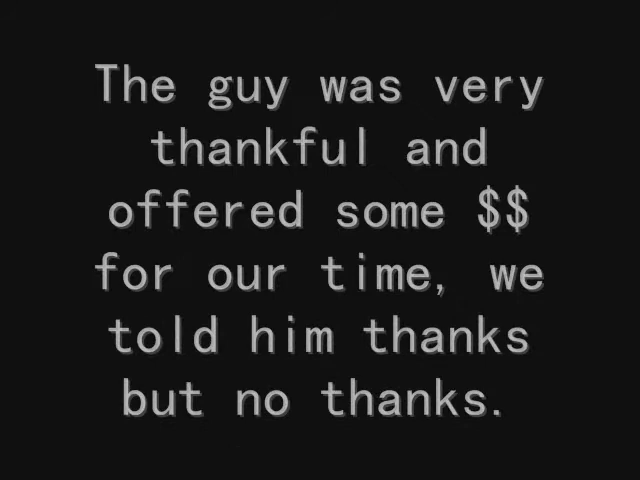 The guy was very
thankful and
offered some $$
for our time, we
told him thanks
but no thanks.